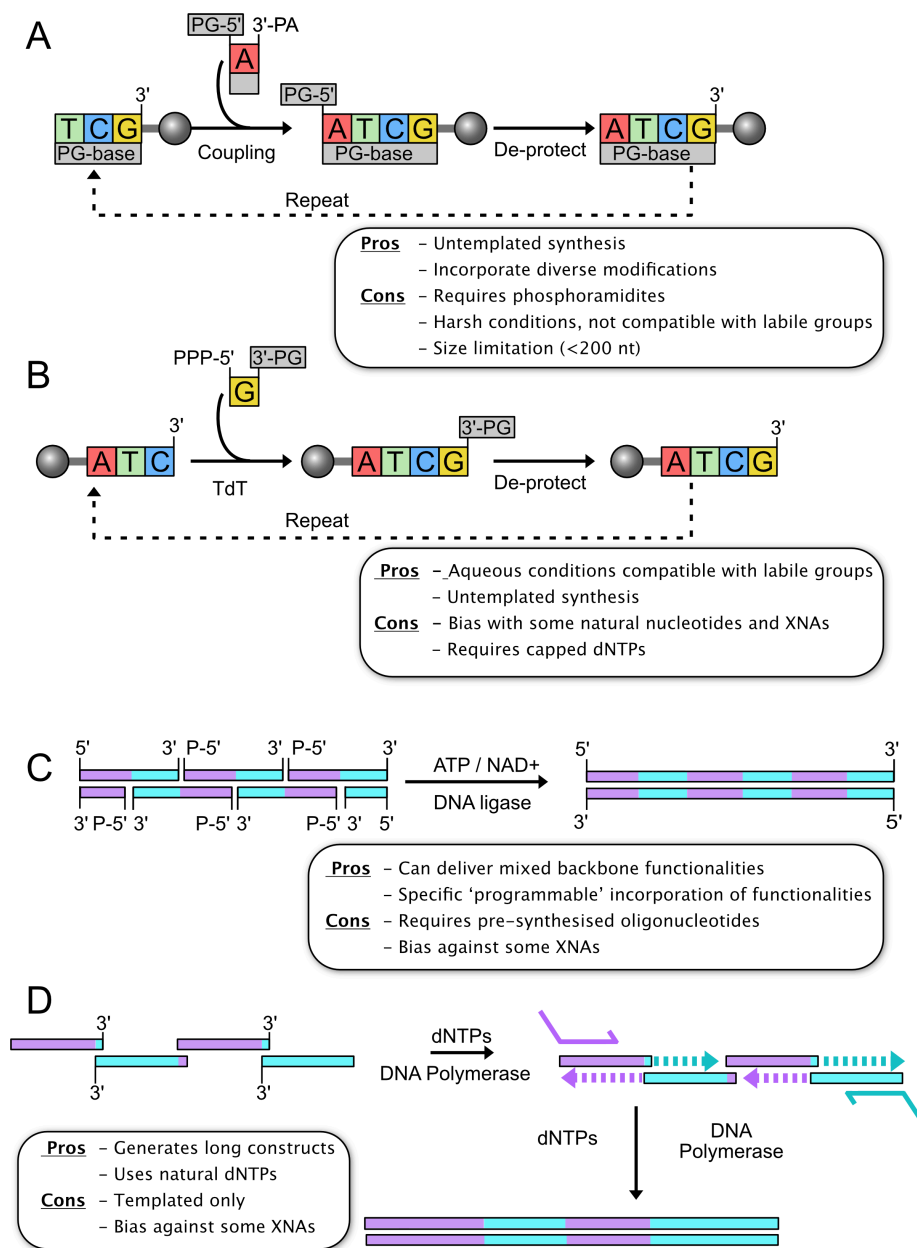 A
PG-5' 3'-PA
A
3'
PG-5'
3'
T C G
A T C G
A T C G
PG-base
PG-base
PG-base
Coupling
De-protect
Repeat
Pros – Untemplated synthesis
– Incorporate diverse modifications
Cons – Requires phosphoramidites
– Harsh conditions, not compatible with labile groups
– Size limitation (<200 nt)
B
PPP-5' 3'-PG
G
3'
3'-PG
3'
A T C
A T C G
A T C G
TdT
De-protect
Repeat
Pros – Aqueous conditions compatible with labile groups
– Untemplated synthesis
Cons – Bias with some natural nucleotides and XNAs
– Requires capped dNTPs
C
5' 3' P-5' 3' P-5' 3'
3' P-5' 3' P-5' 3' P-5' 3' 5'
ATP / NAD+
DNA ligase
5' 3'
3' 5'
Pros – Can deliver mixed backbone functionalities
– Specific ‘programmable’ incorporation of functionalities
Cons – Requires pre-synthesised oligonucleotides
– Bias against some XNAs
D
3' 3'
3' 3'
dNTPs
DNA Polymerase
dNTPs
DNA
Polymerase
Pros – Generates long constructs
– Uses natural dNTPs
Cons – Templated only
– Bias against some XNAs